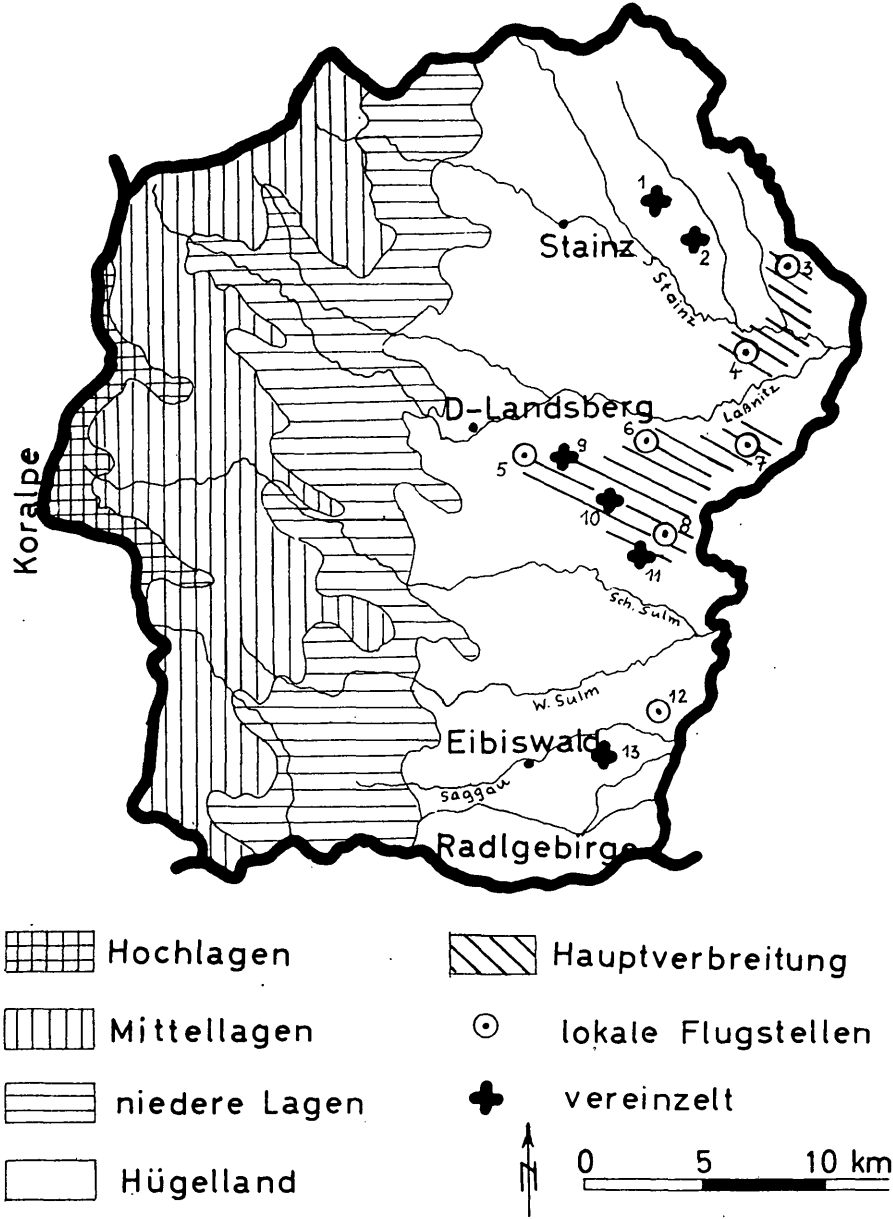 1
Stainz
2
3
Stainz
4
Laßnitz
D-Landsberg
6
9
7
5
Koralpe
10
8
11
Sch. Sulm
W. Sulm
12
Eibiswald
13
Saggau
Radlgebirge
Hochlagen
Hauptverbreitung
Mittellagen
lokale Flugstellen
niedere Lagen
vereinzelt
Hügelland
N
0 5 10 km